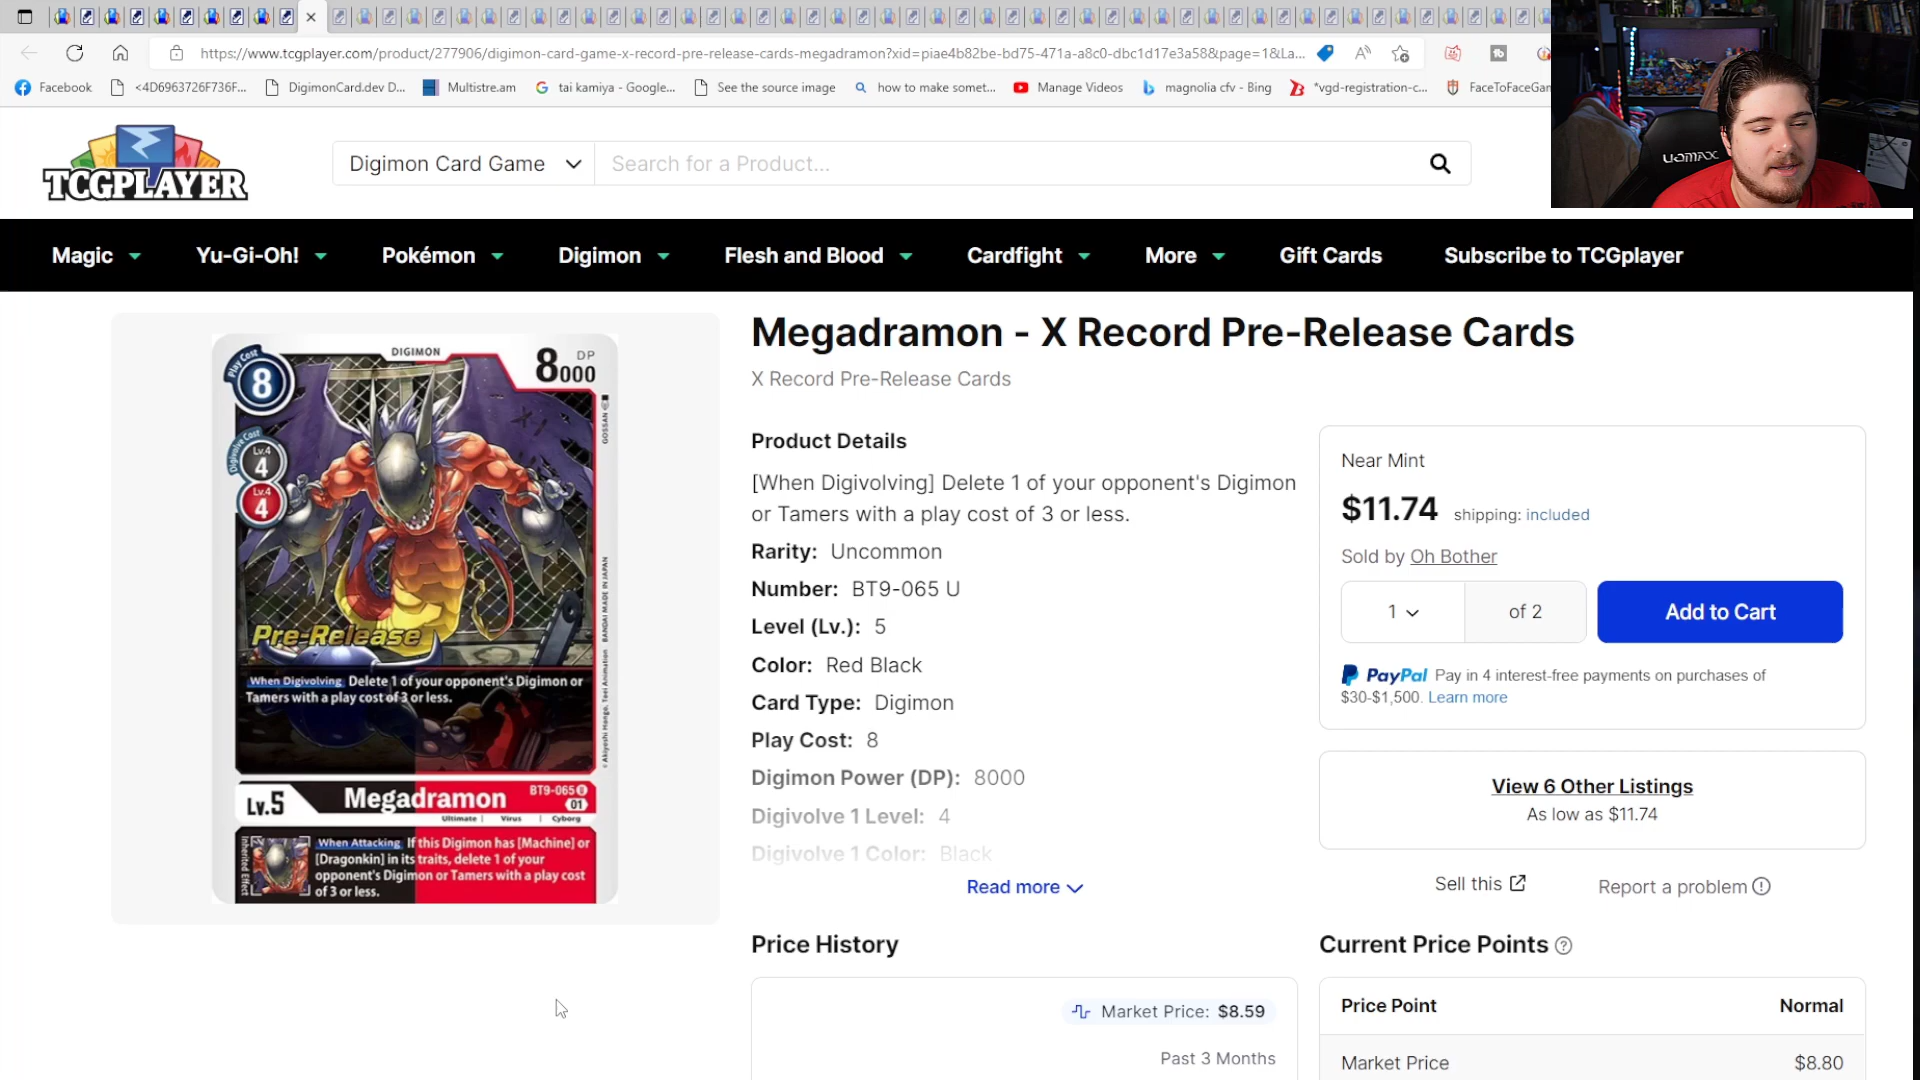 https://www.tcgplayer.com/product/277906/digimon-card-game-x-record-pre-release-cards-megadramon?xid=piae4b82be-bd75-471a-a8c0-dbc1d17e3a58&page=1&La...
Facebook
<4D6963726F736F...
DigimonCard.dev D...
Multistre.am
tai kamiya - Google...
See the source image
how to make somet...
Manage Videos
magnolia cfv - Bing
*vgd-registration-c...
FaceToFaceGam
UOMAX
TCGPLAYER
Digimon Card Game
Search for a Product...
Magic
Yu-Gi-Oh!
Pokémon
Digimon
Flesh and Blood
Cardfight
More
Gift Cards
Subscribe to TCGplayer
DIGIMON
Play Cost
8
DP
8000
Digivolve Cost
Lv.4
4
Lv.4
4
GOSSAN
Pre-Release
When Digivolving Delete 1 of your opponent's Digimon or
Tamers with a play cost of 3 or less.
©Akiyoshi Hongo, Toei Animation BANDAI MADE IN JAPAN
Lv.5
Megadramon
BT9-065 U
01
Ultimate | Virus | Cyborg
Inherited Effect
When Attacking If this Digimon has [Machine] or
[Dragonkin] in its traits, delete 1 of your
opponent's Digimon or Tamers with a play cost
of 3 or less.
Megadramon - X Record Pre-Release Cards
X Record Pre-Release Cards
Product Details
[When Digivolving] Delete 1 of your opponent's Digimon
or Tamers with a play cost of 3 or less.
Rarity: Uncommon
Number: BT9-065 U
Level (Lv.): 5
Color: Red Black
Card Type: Digimon
Play Cost: 8
Digimon Power (DP): 8000
Digivolve 1 Level: 4
Digivolve 1 Color: Black
Read more
Near Mint
$11.74 shipping: included
Sold by Oh Bother
1
of 2
Add to Cart
PayPal Pay in 4 interest-free payments on purchases of
$30-$1,500. Learn more
View 6 Other Listings
As low as $11.74
Sell this
Report a problem
Price History
Market Price: $8.59
Past 3 Months
Current Price Points
Price Point
Normal
Market Price
$8.80